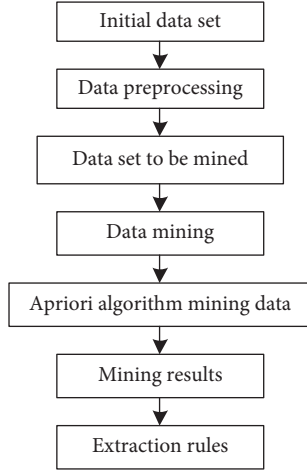 Initial data set
Data preprocessing
Data set to be mined
Data mining
Apriori algorithm mining data
Mining results
Extraction rules